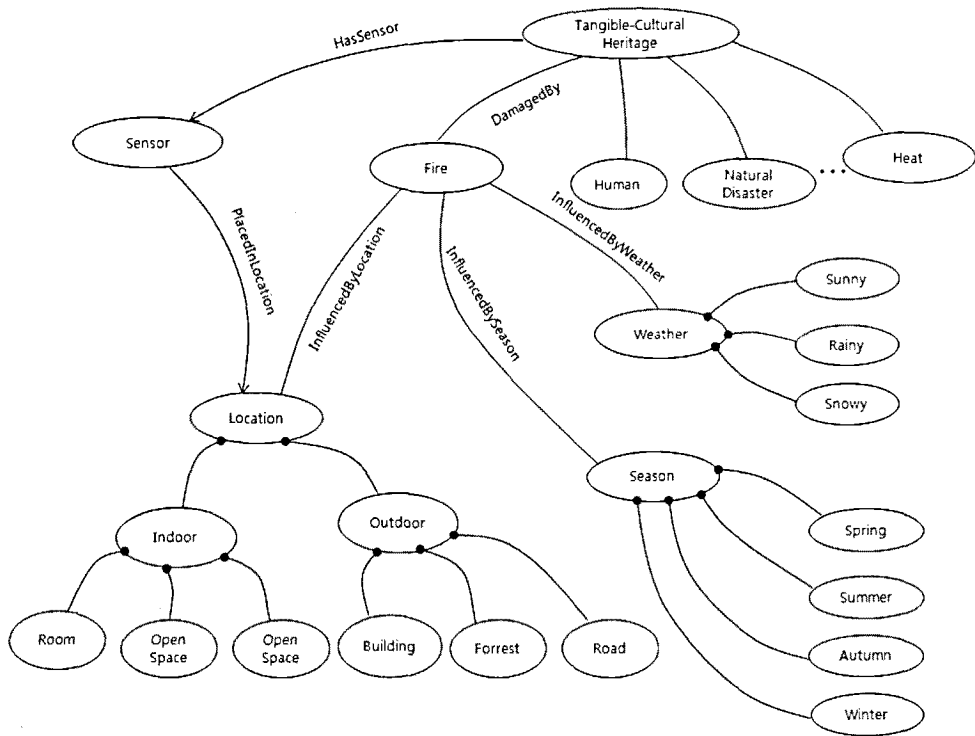 Tangible-Cultural
Heritage
HasSensor
DamagedBy
Sensor
Fire
Human
Natural
Disaster
...
Heat
PlacedInLocation
InfluencedByLocation
InfluencedBySeason
InfluencedByWeather
Weather
Sunny
Rainy
Snowy
Location
Season
Indoor
Outdoor
Spring
Summer
Autumn
Winter
Room
Open
Space
Open
Space
Building
Forrest
Road